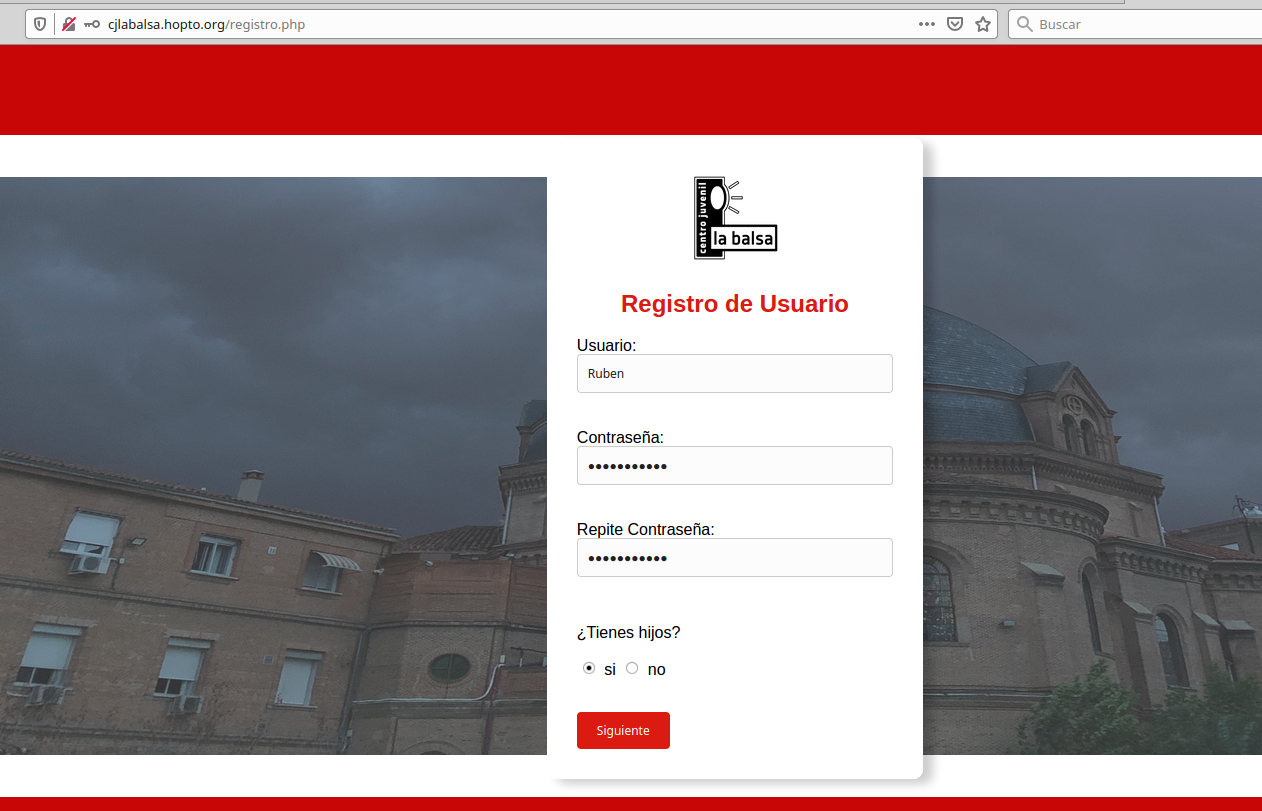 cjlabalsa.hopto.org/registro.php
Buscar
centro juvenil
la balsa
Registro de Usuario
Usuario:
Ruben
Contraseña:
●●●●●●●●●●●
Repite Contraseña:
●●●●●●●●●●●
¿Tienes hijos?
si no
Siguiente